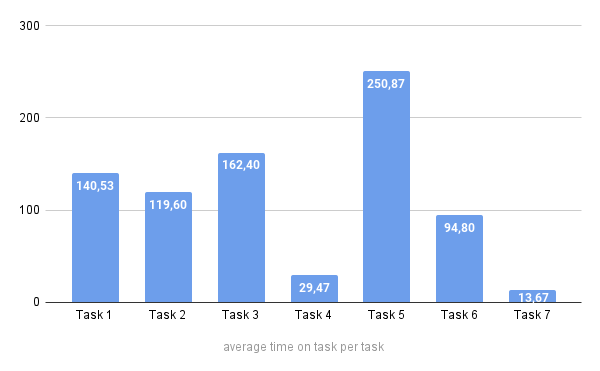 300
200
100
0
140,53
119,60
162,40
29,47
250,87
94,80
13,67
Task 1
Task 2
Task 3
Task 4
Task 5
Task 6
Task 7
average time on task per task